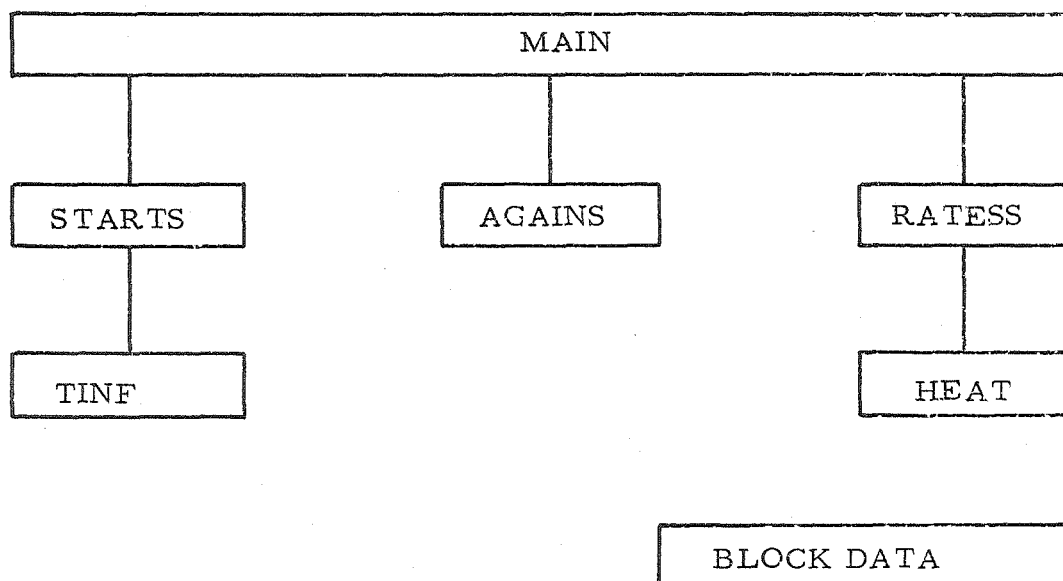 MAIN
STARTS
AGAINS
RATESS
TINF
HEAT
BLOCK DATA